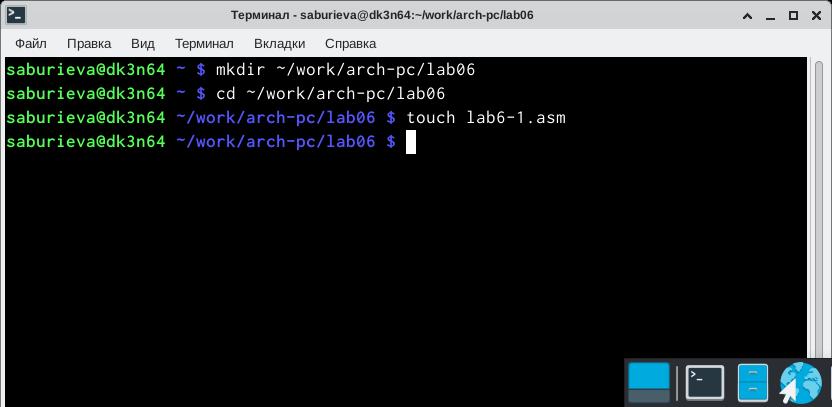 Терминал - saburieva@dk3n64:~/work/arch-pc/lab06
Файл Правка Вид Терминал Вкладки Справка
saburieva@dk3n64 ~ $ mkdir ~/work/arch-pc/lab06
saburieva@dk3n64 ~ $ cd ~/work/arch-pc/lab06
saburieva@dk3n64 ~/work/arch-pc/lab06 $ touch lab6-1.asm
saburieva@dk3n64 ~/work/arch-pc/lab06 $